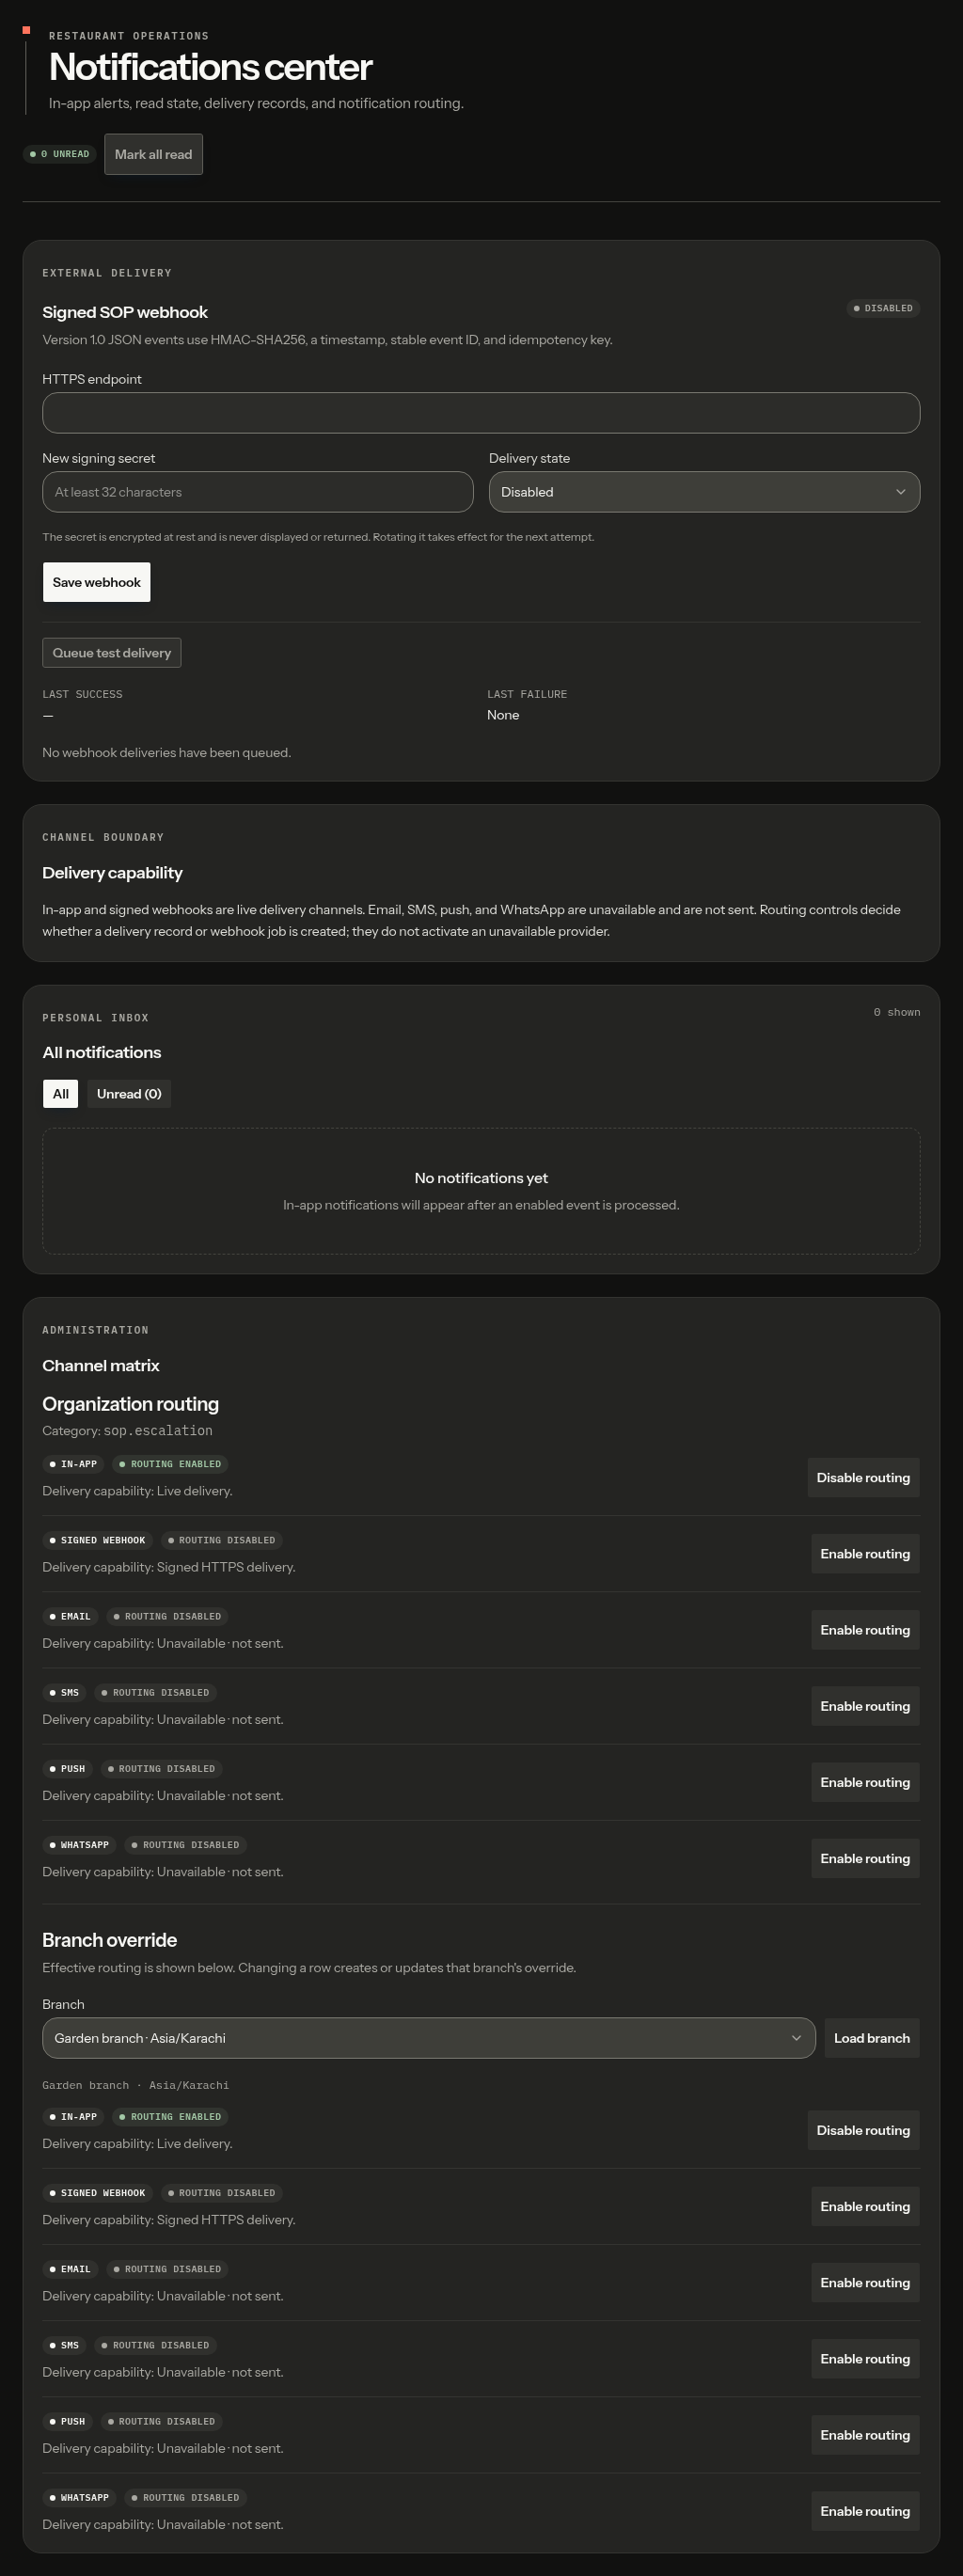 RESTAURANT OPERATIONS
Notifications center
In-app alerts, read state, delivery records, and notification routing.
0 UNREAD
Mark all read
EXTERNAL DELIVERY
Signed SOP webhook
DISABLED
Version 1.0 JSON events use HMAC-SHA256, a timestamp, stable event ID, and idempotency key.
HTTPS endpoint
New signing secret
Delivery state
At least 32 characters
Disabled
The secret is encrypted at rest and is never displayed or returned. Rotating it takes effect for the next attempt.
Save webhook
Queue test delivery
LAST SUCCESS
LAST FAILURE
—
None
No webhook deliveries have been queued.
CHANNEL BOUNDARY
Delivery capability
In-app and signed webhooks are live delivery channels. Email, SMS, push, and WhatsApp are unavailable and are not sent. Routing controls decide
whether a delivery record or webhook job is created; they do not activate an unavailable provider.
PERSONAL INBOX
0 shown
All notifications
All
Unread (0)
No notifications yet
In-app notifications will appear after an enabled event is processed.
ADMINISTRATION
Channel matrix
Organization routing
Category: sop.escalation
IN-APP
ROUTING ENABLED
Delivery capability: Live delivery.
Disable routing
SIGNED WEBHOOK
ROUTING DISABLED
Delivery capability: Signed HTTPS delivery.
Enable routing
EMAIL
ROUTING DISABLED
Delivery capability: Unavailable · not sent.
Enable routing
SMS
ROUTING DISABLED
Delivery capability: Unavailable · not sent.
Enable routing
PUSH
ROUTING DISABLED
Delivery capability: Unavailable · not sent.
Enable routing
WHATSAPP
ROUTING DISABLED
Delivery capability: Unavailable · not sent.
Enable routing
Branch override
Effective routing is shown below. Changing a row creates or updates that branch's override.
Branch
Garden branch · Asia/Karachi
Load branch
Garden branch · Asia/Karachi
IN-APP
ROUTING ENABLED
Delivery capability: Live delivery.
Disable routing
SIGNED WEBHOOK
ROUTING DISABLED
Delivery capability: Signed HTTPS delivery.
Enable routing
EMAIL
ROUTING DISABLED
Delivery capability: Unavailable · not sent.
Enable routing
SMS
ROUTING DISABLED
Delivery capability: Unavailable · not sent.
Enable routing
PUSH
ROUTING DISABLED
Delivery capability: Unavailable · not sent.
Enable routing
WHATSAPP
ROUTING DISABLED
Delivery capability: Unavailable · not sent.
Enable routing